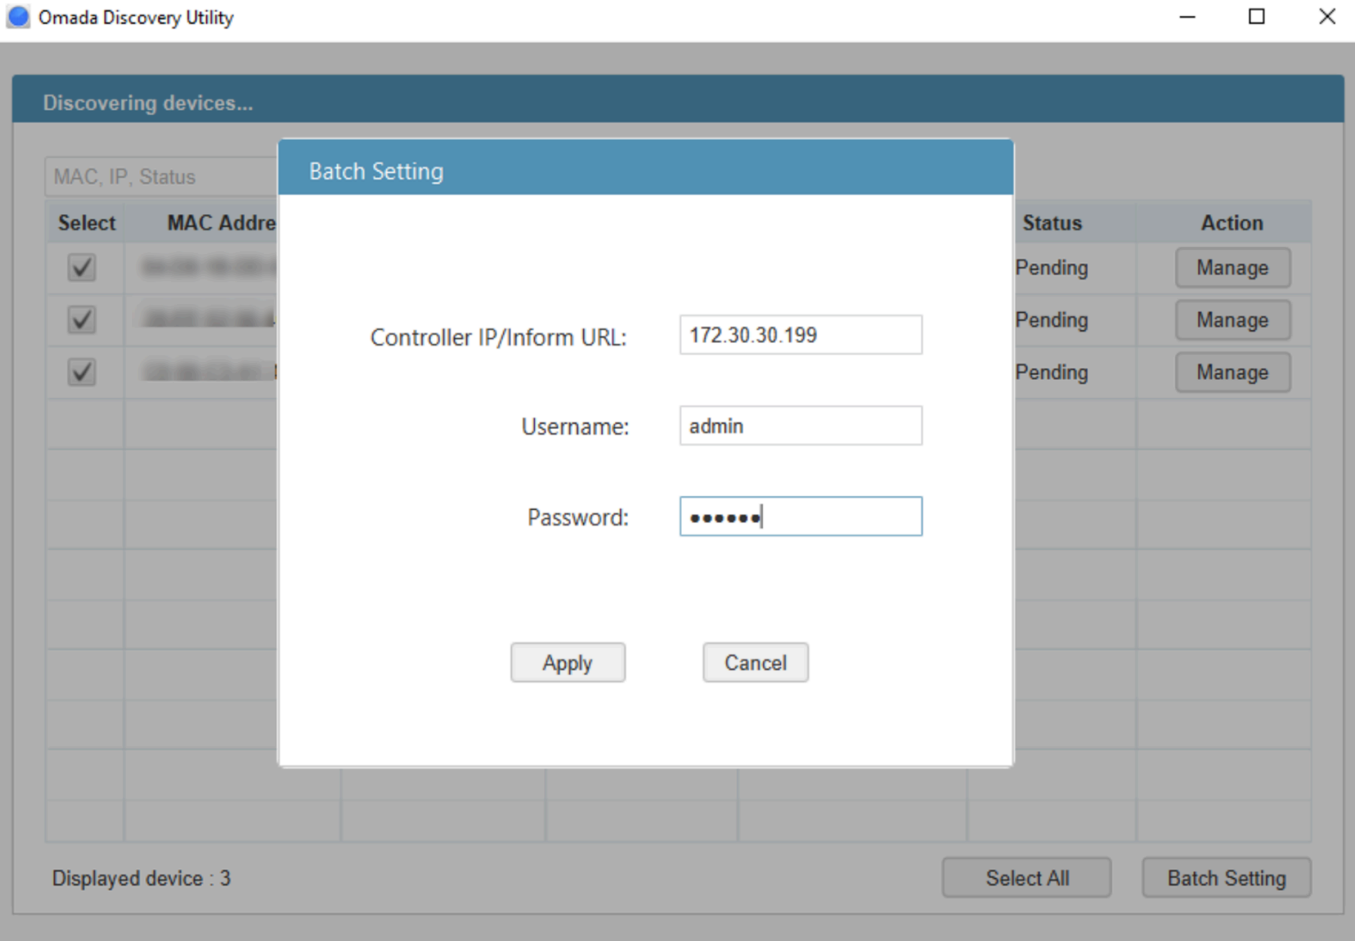 Omada Discovery Utility
Discovering devices...
MAC, IP, Status
Batch Setting
Select MAC Addre Status Action
Controller IP/Inform URL: 172.30.30.199
Username: admin
Password: ••••••
Pending Manage
Pending Manage
Pending Manage
Apply Cancel
Displayed device : 3 Select All Batch Setting